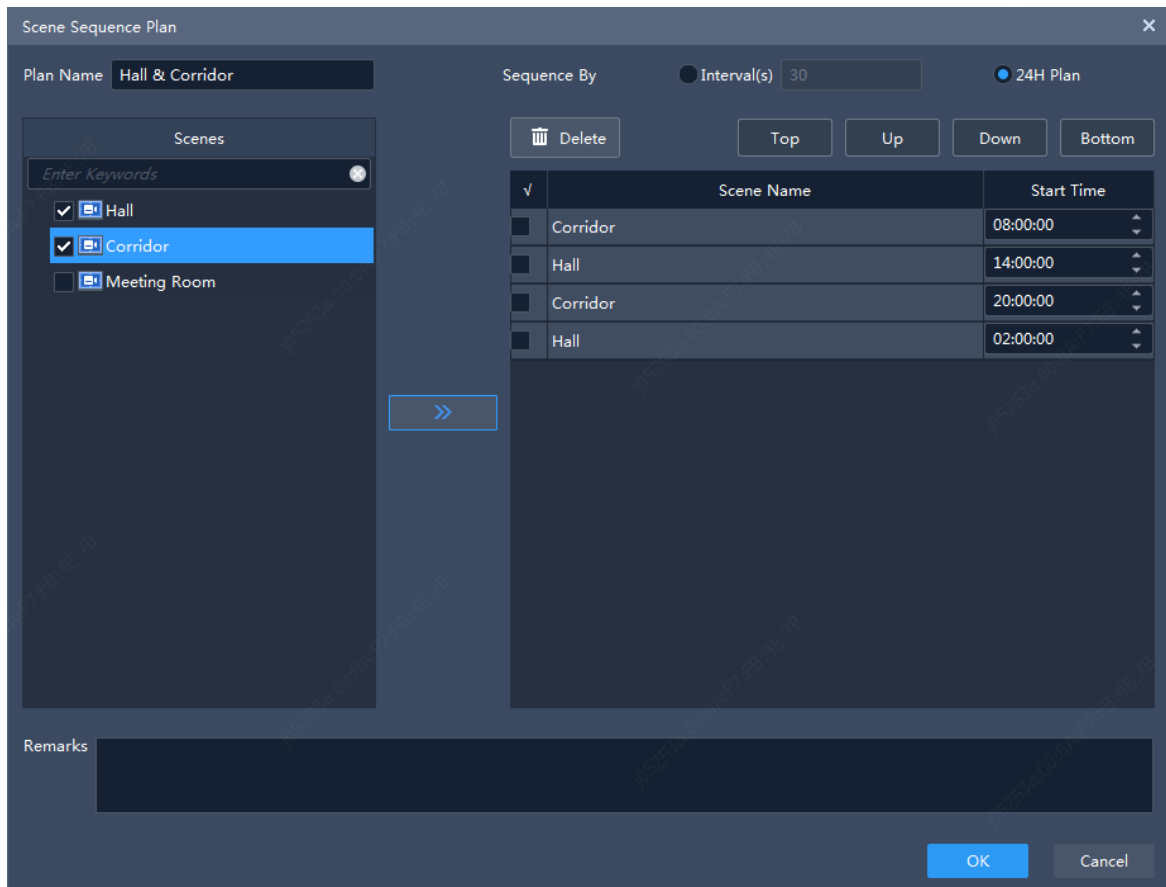 Scene Sequence Plan
Plan Name Hall & Corridor Sequence By Interval(s) 30 24H Plan
Scenes
Enter Keywords
Hall
Corridor
Meeting Room
Delete Top Up Down Bottom
√ Scene Name Start Time
Corridor 08:00:00
Hall 14:00:00
Corridor 20:00:00
Hall 02:00:00
Remarks
OK Cancel